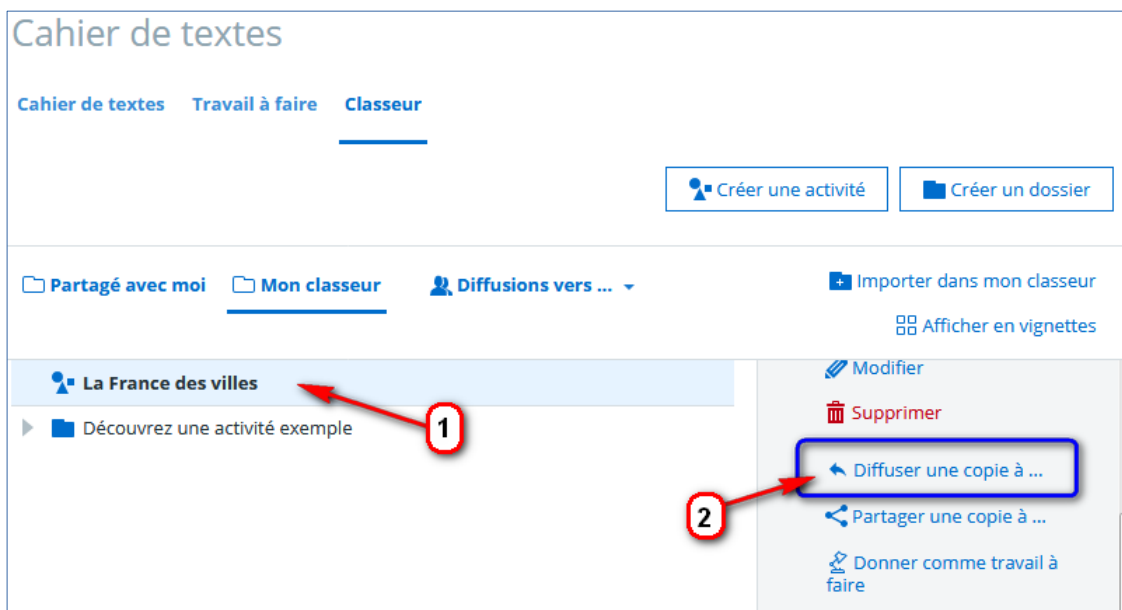 Cahier de textes
Cahier de textes Travail à faire Classeur
Créer une activité Créer un dossier
Partagé avec moi Mon classeur Diffusions vers ... Importer dans mon classeur
Afficher en vignettes
La France des villes
Modifier
Découvrez une activité exemple
1
Supprimer
Diffuser une copie à ...
2
Partager une copie à ...
Donner comme travail à
faire